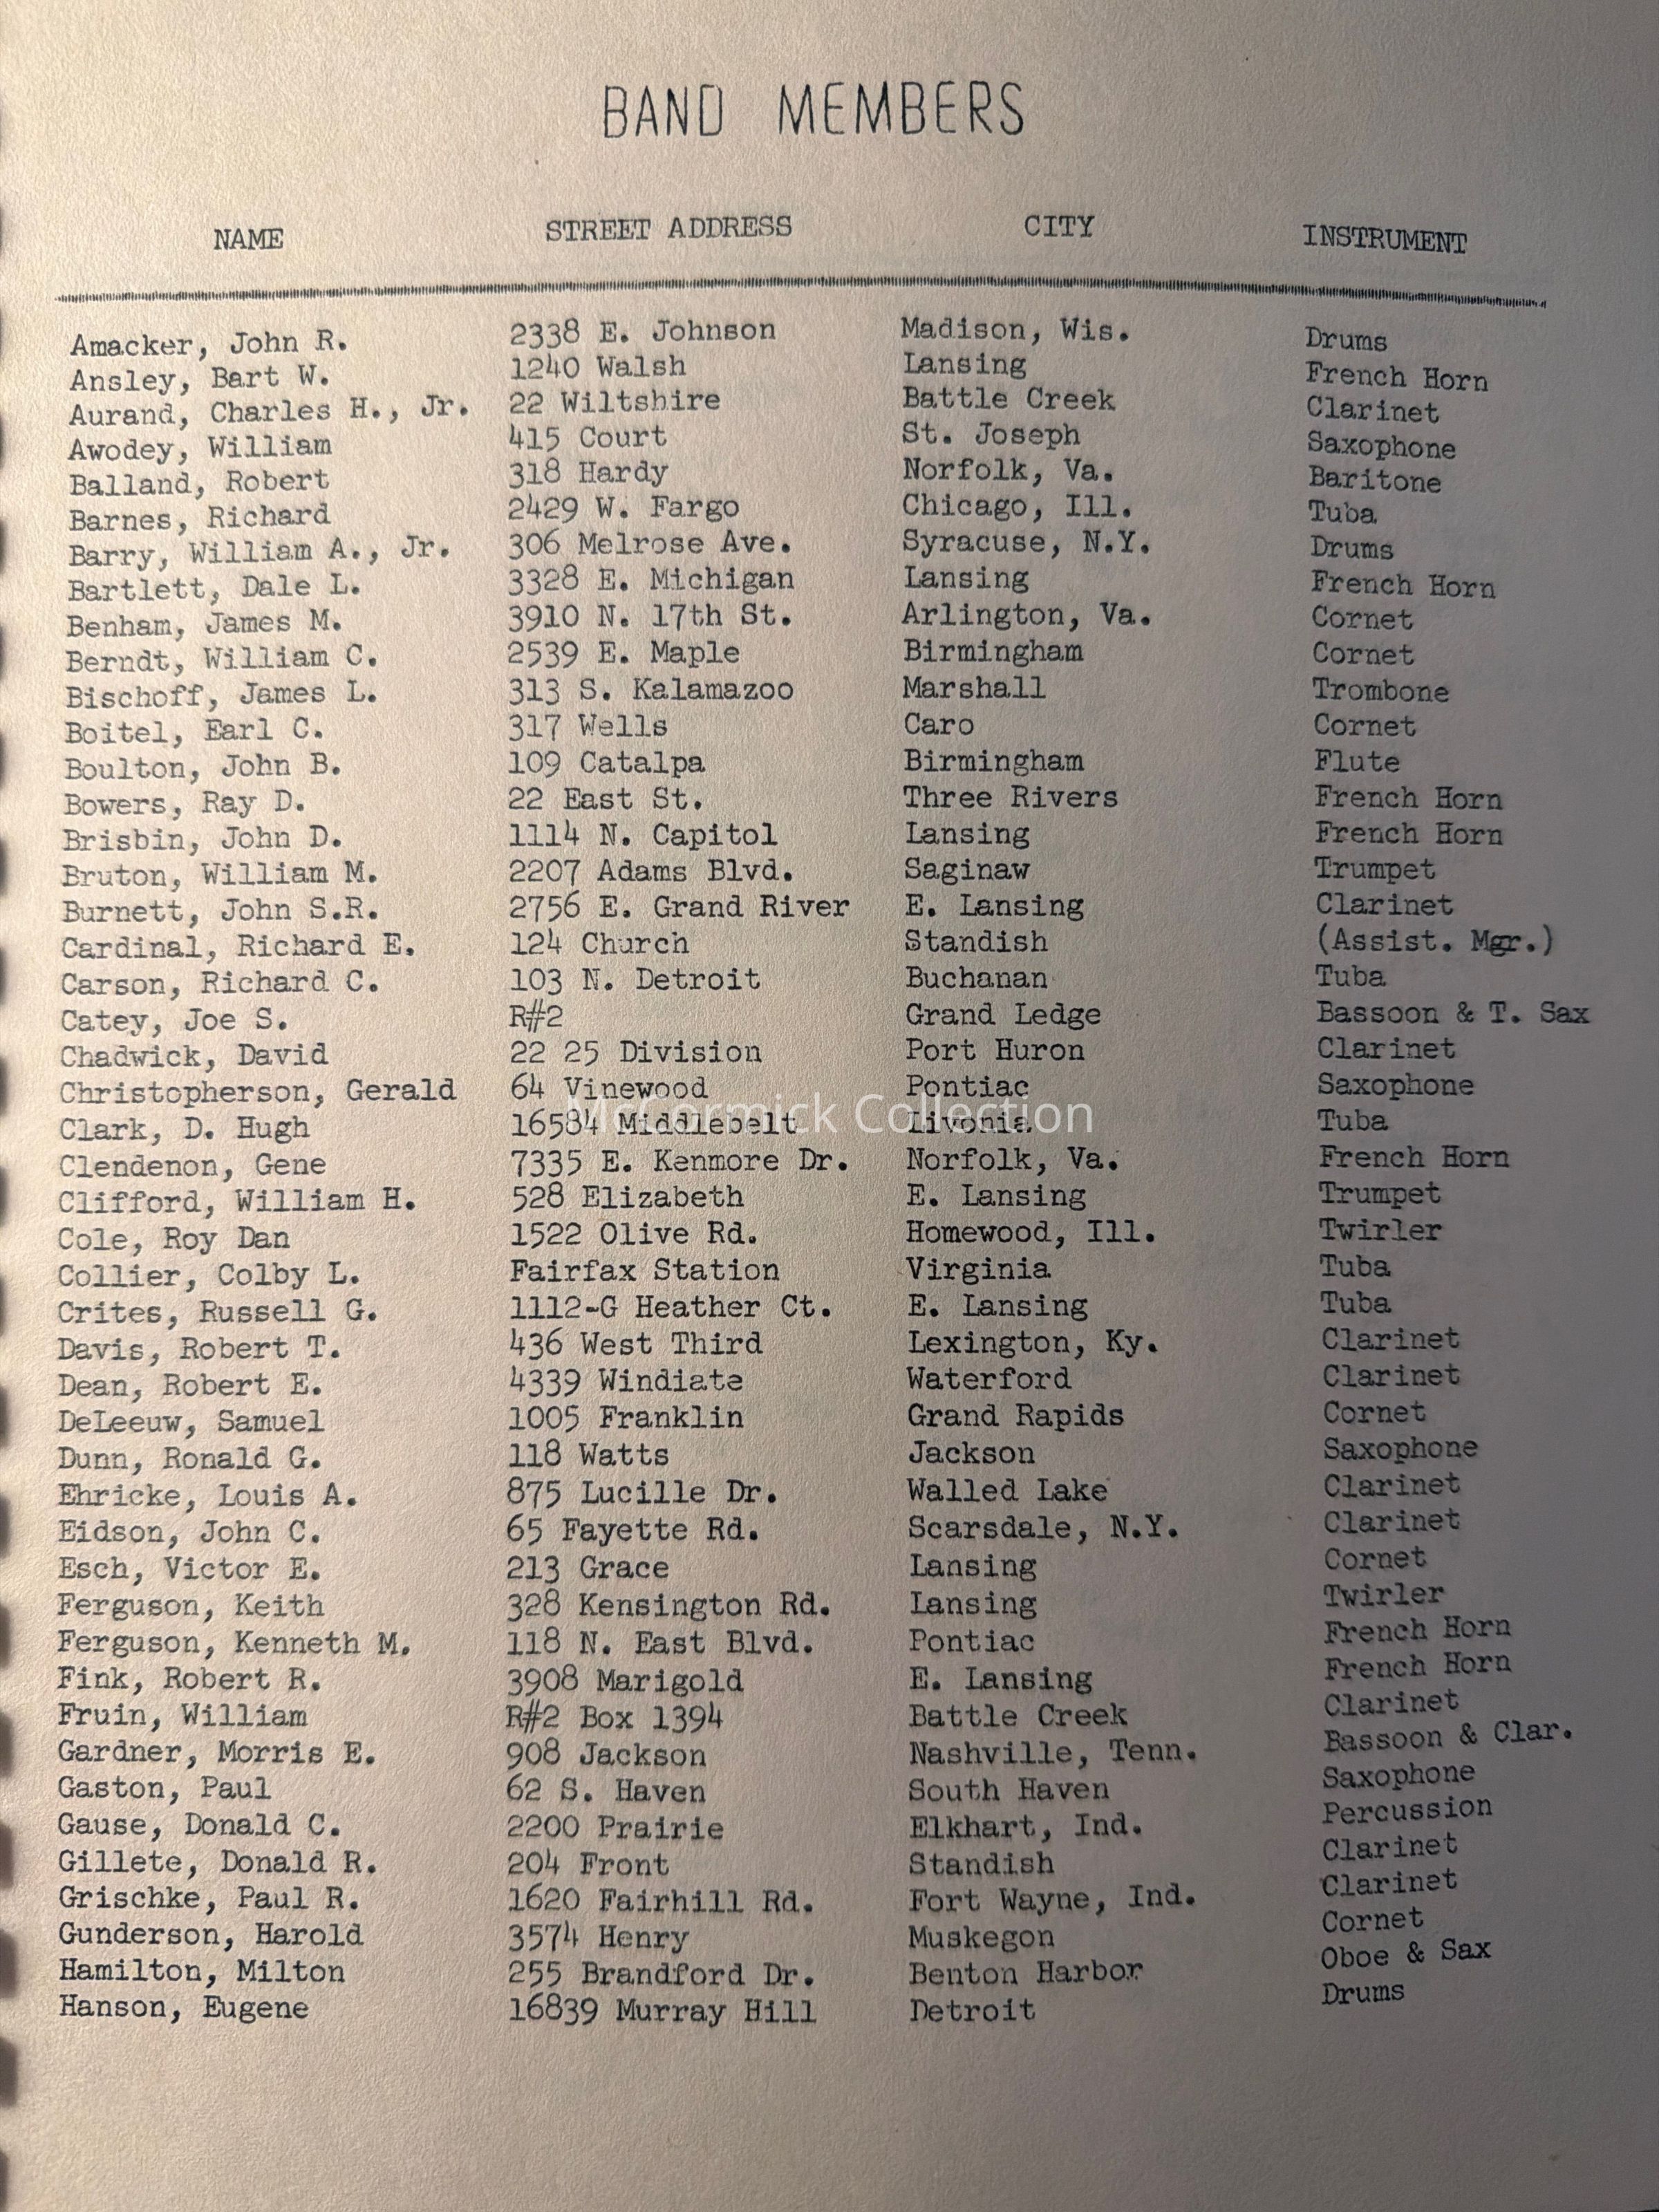 BAND MEMBERS
NAME STREET ADDRESS CITY INSTRUMENT
Amacker, John R. 2338 E. Johnson Madison, Wis. Drums
Ansley, Bart W. 1240 Walsh Lansing French Horn
Aurand, Charles H., Jr. 22 Wiltshire Battle Creek Clarinet
Awodey, William 415 Court St. Joseph Saxophone
Balland, Robert 318 Hardy Norfolk, Va. Baritone
Barnes, Richard 2429 W. Fargo Chicago, Ill. Tuba
Barry, William A., Jr. 306 Melrose Ave. Syracuse, N.Y. Drums
Bartlett, Dale L. 3328 E. Michigan Lansing French Horn
Benham, James M. 3910 N. 17th St. Arlington, Va. Cornet
Berndt, William C. 2539 E. Maple Birmingham Cornet
Bischoff, James L. 313 S. Kalamazoo Marshall Trombone
Boitel, Earl C. 317 Wells Caro Cornet
Boulton, John B. 109 Catalpa Birmingham Flute
Bowers, Ray D. 22 East St. Three Rivers French Horn
Brisbin, John D. 1114 N. Capitol Lansing French Horn
Bruton, William M. 2207 Adams Blvd. Saginaw Trumpet
Burnett, John S.R. 2756 E. Grand River E. Lansing Clarinet
Cardinal, Richard E. 124 Church Standish (Assist. Mgr.)
Carson, Richard C. 103 N. Detroit Buchanan Tuba
Catey, Joe S. R#2 Grand Ledge Bassoon & T. Sax
Chadwick, David 22 25 Division Port Huron Clarinet
Christopherson, Gerald 64 Vinewood Pontiac Saxophone
McCormick Collection
Clark, D. Hugh 16584 Middlebelt Livonia Tuba
Clendenon, Gene 7335 E. Kenmore Dr. Norfolk, Va. French Horn
Clifford, William H. 528 Elizabeth E. Lansing Trumpet
Cole, Roy Dan 1522 Olive Rd. Homewood, Ill. Twirler
Collier, Colby L. Fairfax Station Virginia Tuba
Crites, Russell G. 1112-G Heather Ct. E. Lansing Tuba
Davis, Robert T. 436 West Third Lexington, Ky. Clarinet
Dean, Robert E. 4339 Windiate Waterford Clarinet
DeLeeuw, Samuel 1005 Franklin Grand Rapids Cornet
Dunn, Ronald G. 118 Watts Jackson Saxophone
Ehricke, Louis A. 875 Lucille Dr. Walled Lake Clarinet
Eidson, John C. 65 Fayette Rd. Scarsdale, N.Y. Clarinet
Esch, Victor E. 213 Grace Lansing Cornet
Ferguson, Keith 328 Kensington Rd. Lansing Twirler
Ferguson, Kenneth M. 118 N. East Blvd. Pontiac French Horn
Fink, Robert R. 3908 Marigold E. Lansing French Horn
Fruin, William R#2 Box 1394 Battle Creek Clarinet
Gardner, Morris E. 908 Jackson Nashville, Tenn. Bassoon & Clar.
Gaston, Paul 62 S. Haven South Haven Saxophone
Gause, Donald C. 2200 Prairie Elkhart, Ind. Percussion
Gillete, Donald R. 204 Front Standish Clarinet
Grischke, Paul R. 1620 Fairhill Rd. Fort Wayne, Ind. Clarinet
Gunderson, Harold 3574 Henry Muskegon Cornet
Hamilton, Milton 255 Brandford Dr. Benton Harbor Oboe & Sax
Hanson, Eugene 16839 Murray Hill Detroit Drums